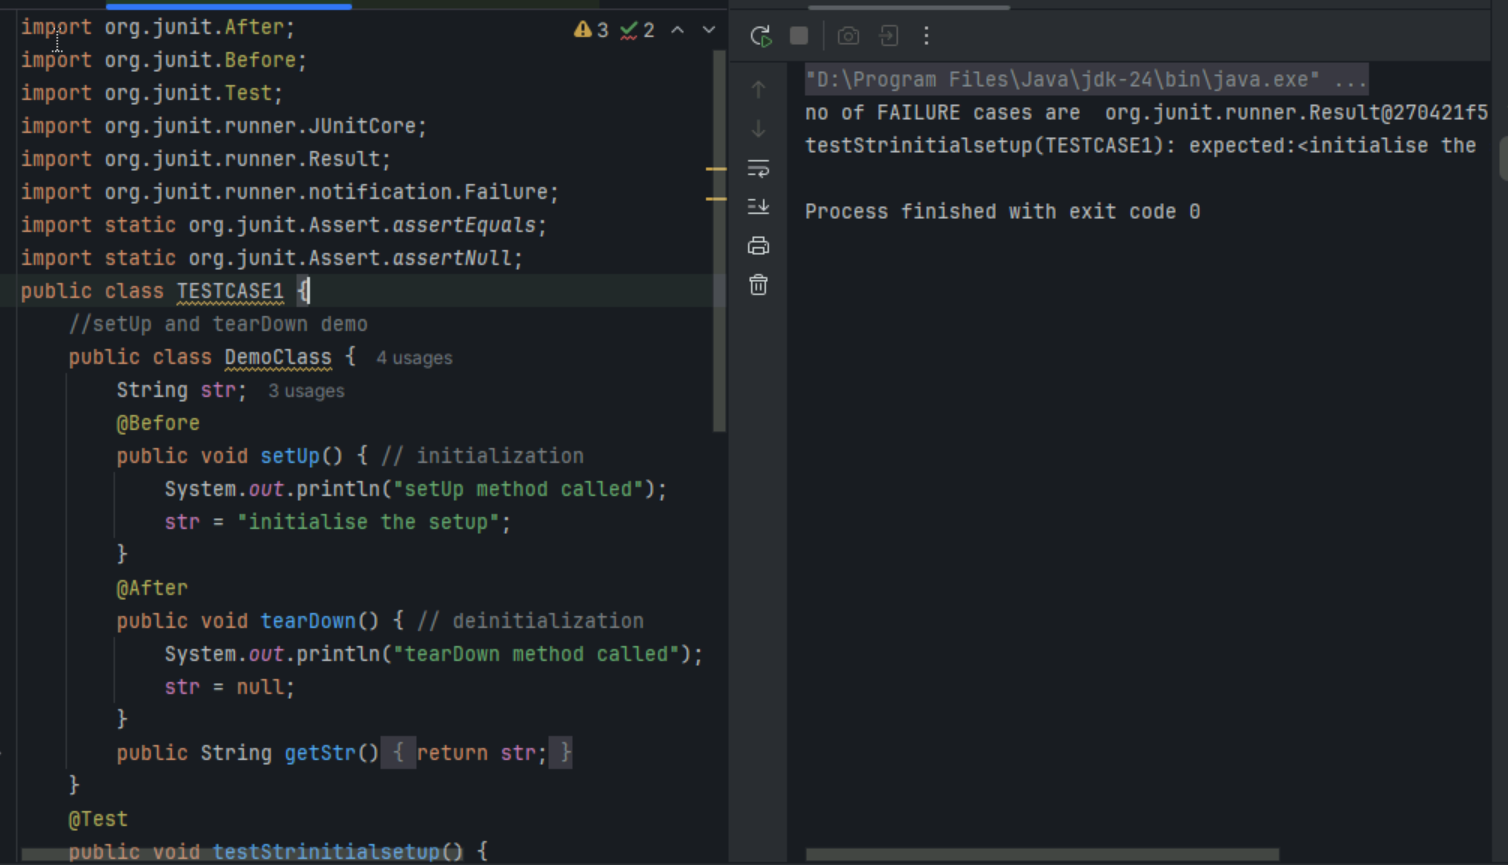 import org.junit.After;
3 2
import org.junit.Before;
import org.junit.Test;
import org.junit.runner.JUnitCore;
import org.junit.runner.Result;
import org.junit.runner.notification.Failure;
import static org.junit.Assert.assertEquals;
import static org.junit.Assert.assertNull;
public class TESTCASE1 {
    //setUp and tearDown demo
    public class DemoClass { 4 usages
        String str; 3 usages
        @Before
        public void setUp() { // initialization
            System.out.println("setUp method called");
            str = "initialise the setup";
        }
        @After
        public void tearDown() { // deinitialization
            System.out.println("tearDown method called");
            str = null;
        }
        public String getStr() { return str; }
    }
    @Test
    public void testStrinitialsetup() {
"D:\Program Files\Java\jdk-24\bin\java.exe" ...
no of FAILURE cases are  org.junit.runner.Result@270421f5
testStrinitialsetup(TESTCASE1): expected:<initialise the
Process finished with exit code 0